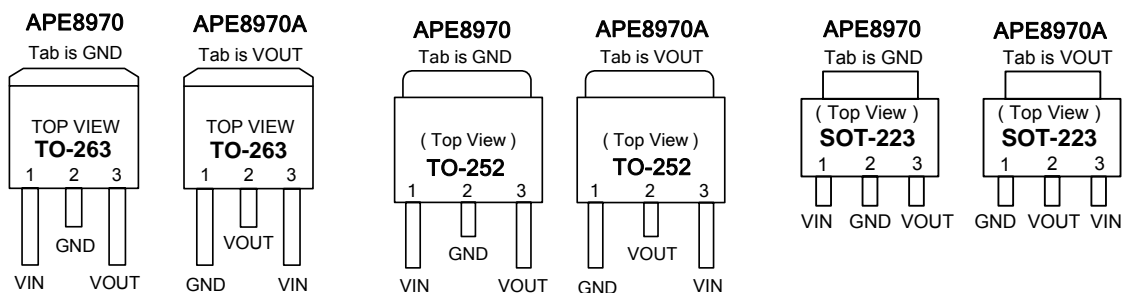 APE8970
Tab is GND
TOP VIEW
TO-263
1 2 3
GND
VIN VOUT
APE8970A
Tab is VOUT
TOP VIEW
TO-263
1 2 3
VOUT
GND VIN
APE8970
Tab is GND
( Top View )
TO-252
1 2 3
GND
VIN VOUT
APE8970A
Tab is VOUT
( Top View )
TO-252
1 2 3
VOUT
GND VIN
APE8970
Tab is GND
( Top View )
SOT-223
1 2 3
VIN GND VOUT
APE8970A
Tab is VOUT
( Top View )
SOT-223
1 2 3
GND VOUT VIN